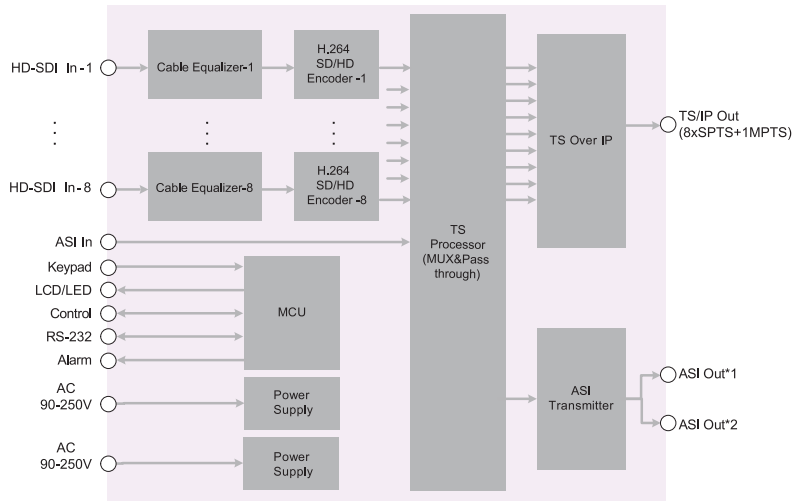 HD-SDI In-1
Cable Equalizer-1
H.264
SD/HD
Encoder-1
HD-SDI In-8
Cable Equalizer-8
H.264
SD/HD
Encoder-8
ASI In
Keypad
LCD/LED
Control
RS-232
Alarm
MCU
AC
90-250V
Power
Supply
AC
90-250V
Power
Supply
TS
Processor
(MUX&Pass
through)
TS Over IP
TS/IP Out
(8xSPTS+1MPTS)
ASI
Transmitter
ASI Out*1
ASI Out*2